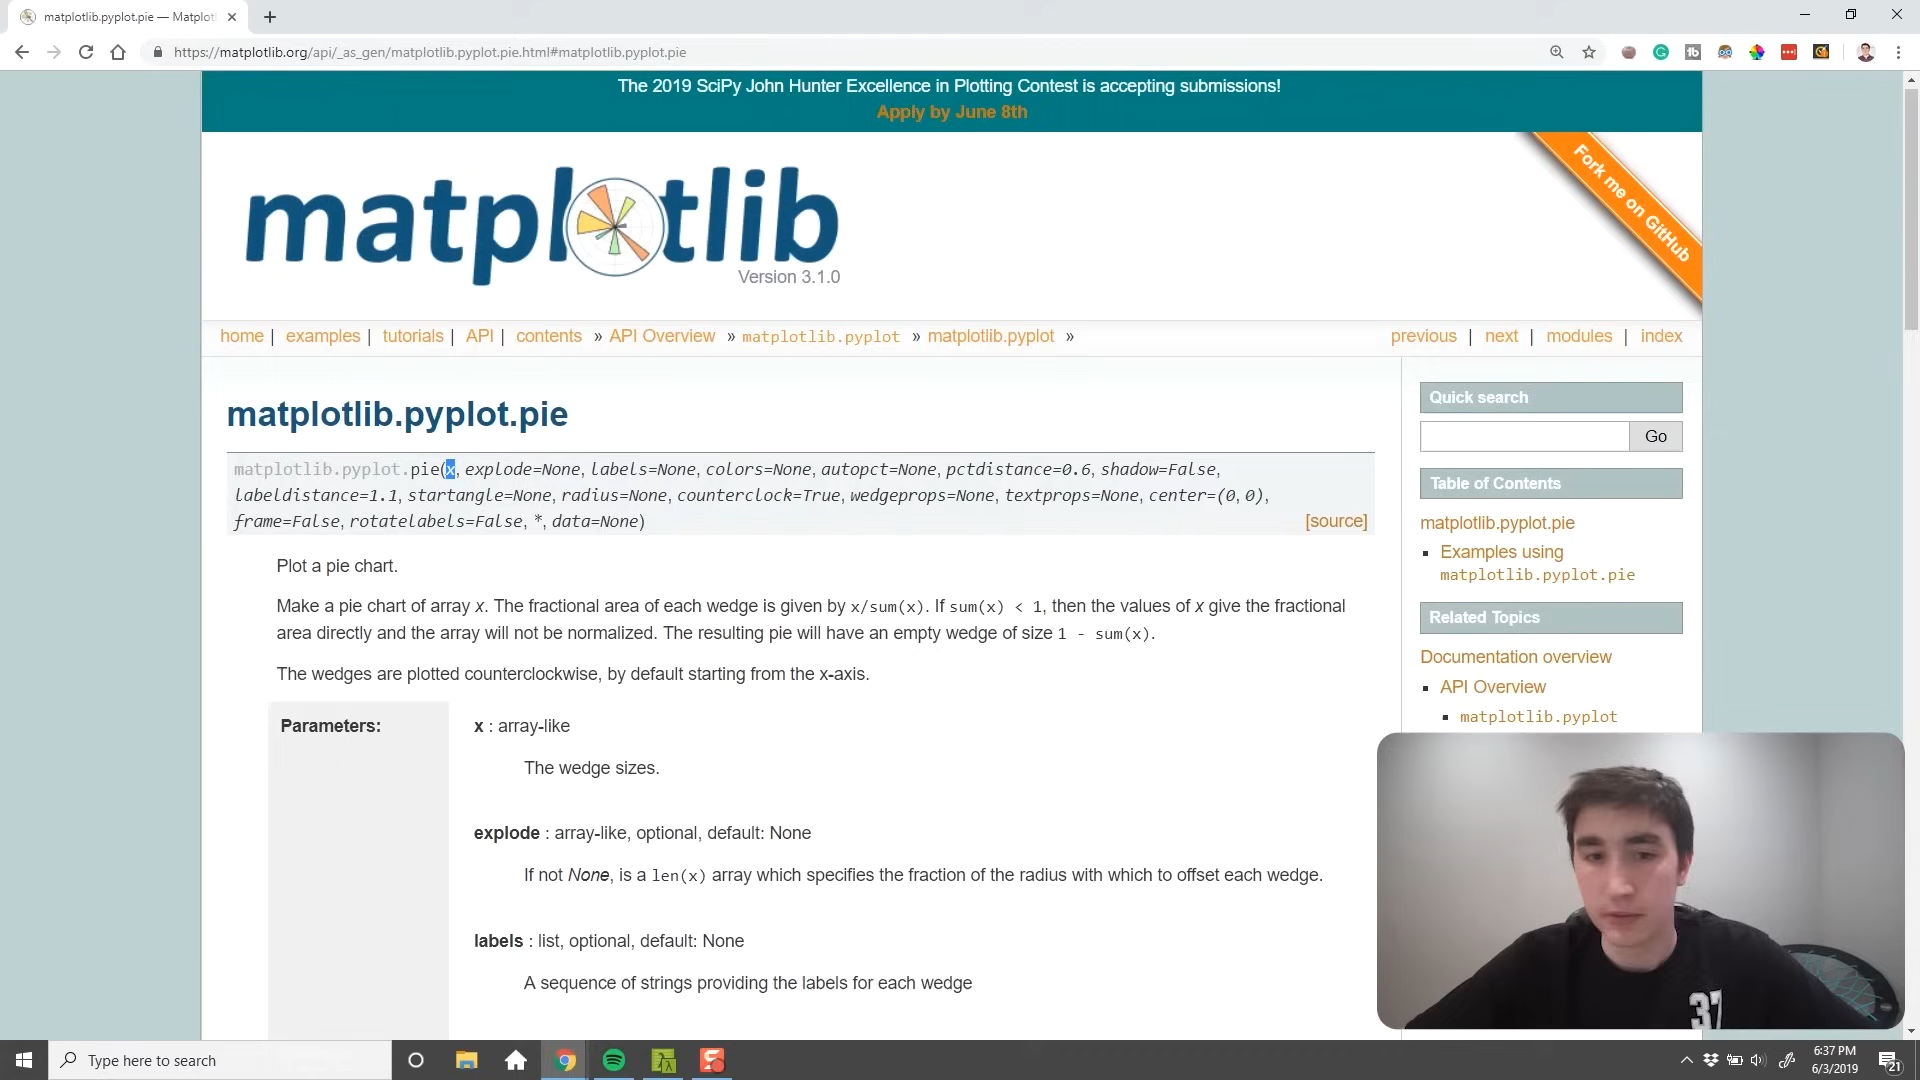 matplotlib.pyplot.pie — Matplotl
https://matplotlib.org/api/_as_gen/matplotlib.pyplot.pie.html#matplotlib.pyplot.pie
The 2019 SciPy John Hunter Excellence in Plotting Contest is accepting submissions!
Apply by June 8th
Fork me on GitHub
matplotlib
Version 3.1.0
home | examples | tutorials | API | contents » API Overview » matplotlib.pyplot » matplotlib.pyplot » previous | next | modules | index
matplotlib.pyplot.pie
matplotlib.pyplot.pie(x, explode=None, labels=None, colors=None, autopct=None, pctdistance=0.6, shadow=False,
labeldistance=1.1, startangle=None, radius=None, counterclock=True, wedgeprops=None, textprops=None, center=(0, 0),
frame=False, rotatelabels=False, *, data=None) [source]
Plot a pie chart.
Make a pie chart of array x. The fractional area of each wedge is given by x/sum(x). If sum(x) < 1, then the values of x give the fractional
area directly and the array will not be normalized. The resulting pie will have an empty wedge of size 1 - sum(x).
The wedges are plotted counterclockwise, by default starting from the x-axis.
Parameters:
x : array-like
The wedge sizes.
explode : array-like, optional, default: None
If not None, is a len(x) array which specifies the fraction of the radius with which to offset each wedge.
labels : list, optional, default: None
A sequence of strings providing the labels for each wedge
Quick search
Go
Table of Contents
matplotlib.pyplot.pie
Examples using
matplotlib.pyplot.pie
Related Topics
Documentation overview
API Overview
matplotlib.pyplot
37
Type here to search
6:37 PM
6/3/2019
21